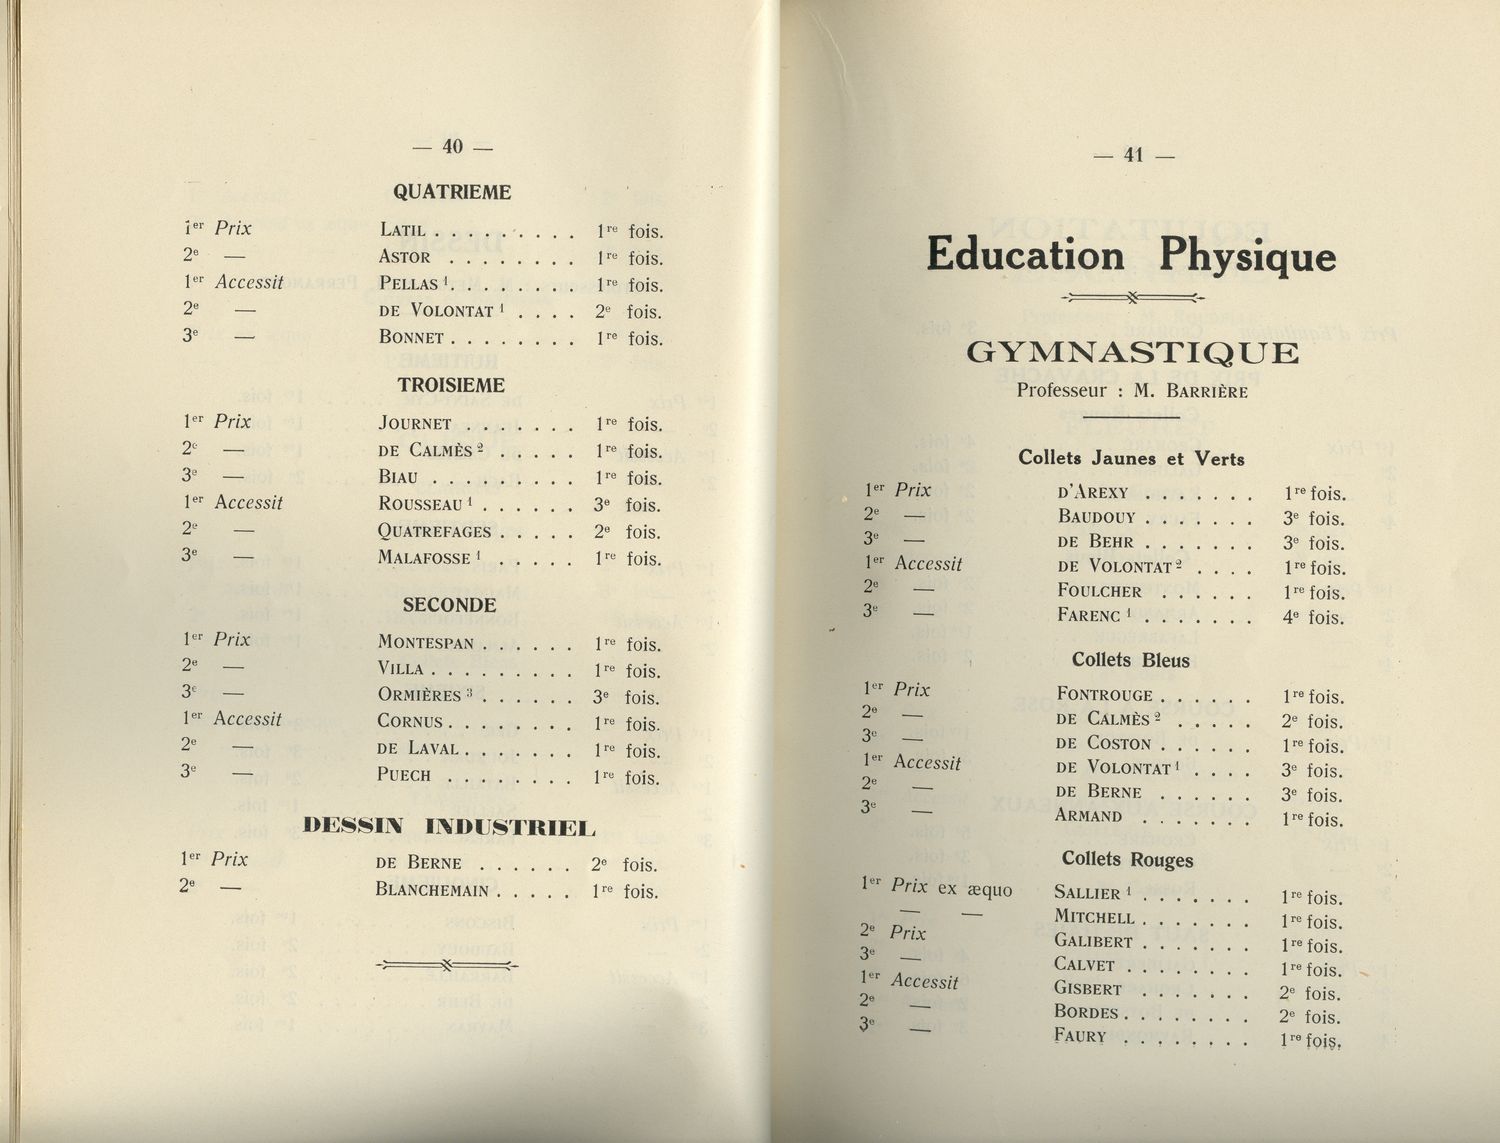 — 40 —
QUATRIEME
1er Prix LATIL . . . . . . . . . . 1re fois.
2e — ASTOR . . . . . . . . 1re fois.
1er Accessit PELLAS 1. . . . . . . . . 1re fois.
2e — DE VOLONTAT 1 . . . . 2e fois.
3e — BONNET . . . . . . . . 1re fois.
TROISIEME
1er Prix JOURNET . . . . . . . 1re fois.
2e — DE CALMÈS 2 . . . . . 1re fois.
3e — BIAU . . . . . . . . . 1re fois.
1er Accessit ROUSSEAU 1 . . . . . . 3e fois.
2e — QUATREFAGES . . . . . 2e fois.
3e — MALAFOSSE 1 . . . . . 1re fois.
SECONDE
1er Prix MONTESPAN . . . . . . 1re fois.
2e — VILLA . . . . . . . . . 1re fois.
3e — ORMIÈRES 3 . . . . . . 3e fois.
1er Accessit CORNUS . . . . . . . . 1re fois.
2e — DE LAVAL . . . . . . . 1re fois.
3e — PUECH . . . . . . . . 1re fois.
DESSIN INDUSTRIEL
1er Prix DE BERNE . . . . . . 2e fois.
2e — BLANCHEMAIN . . . . . 1re fois.
— 41 —
Education Physique
GYMNASTIQUE
Professeur : M. BARRIÈRE
Collets Jaunes et Verts
1er Prix D'AREXY . . . . . . . 1re fois.
2e — BAUDOUY . . . . . . . 3e fois.
3e — DE BEHR . . . . . . . 3e fois.
1er Accessit DE VOLONTAT 2 . . . . 1re fois.
2e — FOULCHER . . . . . . 1re fois.
3e — FARENC 1 . . . . . . . 4e fois.
Collets Bleus
1er Prix FONTROUGE . . . . . . 1re fois.
2e — DE CALMÈS 2 . . . . . 2e fois.
3e — DE COSTON . . . . . . 1re fois.
1er Accessit DE VOLONTAT 1 . . . . 3e fois.
2e — DE BERNE . . . . . . 3e fois.
3e — ARMAND . . . . . . . 1re fois.
Collets Rouges
1er Prix ex æquo SALLIER 1 . . . . . . . 1re fois.
— — MITCHELL . . . . . . . 1re fois.
2e Prix GALIBERT . . . . . . . 1re fois.
3e — CALVET . . . . . . . . 1re fois.
1er Accessit GISBERT . . . . . . . 2e fois.
2e — BORDES . . . . . . . . 2e fois.
3e — FAURY . . . . . . . . 1re fois.